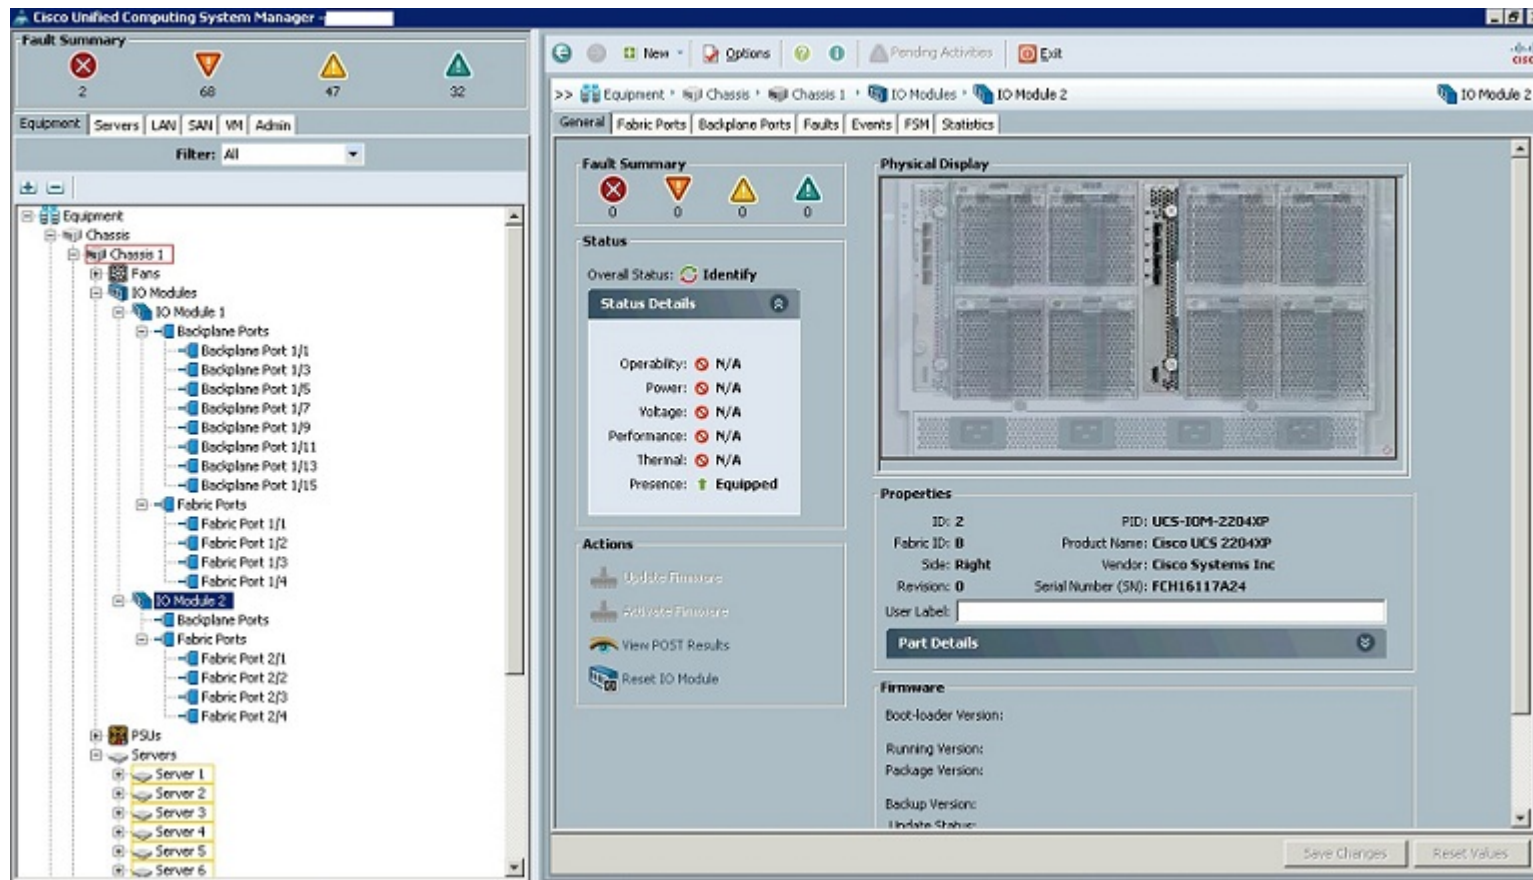 Cisco Unified Computing System Manager -
Fault Summary
2 68 47 32
Equipment Servers LAN SAN VM Admin
Filter: All
Equipment
Chassis
Chassis 1
Fans
IO Modules
IO Module 1
Backplane Ports
Backplane Port 1/1
Backplane Port 1/3
Backplane Port 1/5
Backplane Port 1/7
Backplane Port 1/9
Backplane Port 1/11
Backplane Port 1/13
Backplane Port 1/15
Fabric Ports
Fabric Port 1/1
Fabric Port 1/2
Fabric Port 1/3
Fabric Port 1/4
IO Module 2
Backplane Ports
Fabric Ports
Fabric Port 2/1
Fabric Port 2/2
Fabric Port 2/3
Fabric Port 2/4
PSUs
Servers
Server 1
Server 2
Server 3
Server 4
Server 5
Server 6
New Options Pending Activities Exit
>> Equipment Chassis Chassis 1 IO Modules IO Module 2 IO Module 2
General Fabric Ports Backplane Ports Faults Events FSM Statistics
Fault Summary
0 0 0 0
Status
Overall Status: Identify
Status Details
Operability: N/A
Power: N/A
Voltage: N/A
Performance: N/A
Thermal: N/A
Presence: Equipped
Actions
Update Firmware
Activate Firmware
View POST Results
Reset IO Module
Physical Display
Properties
ID: 2 PID: UCS-IOM-2204XP
Fabric ID: B Product Name: Cisco UCS 2204XP
Side: Right Vendor: Cisco Systems Inc
Revision: 0 Serial Number (SN): FCH16117A24
User Label:
Part Details
Firmware
Boot-loader Version:
Running Version:
Package Version:
Backup Version:
Update Status:
Save Changes Reset Values